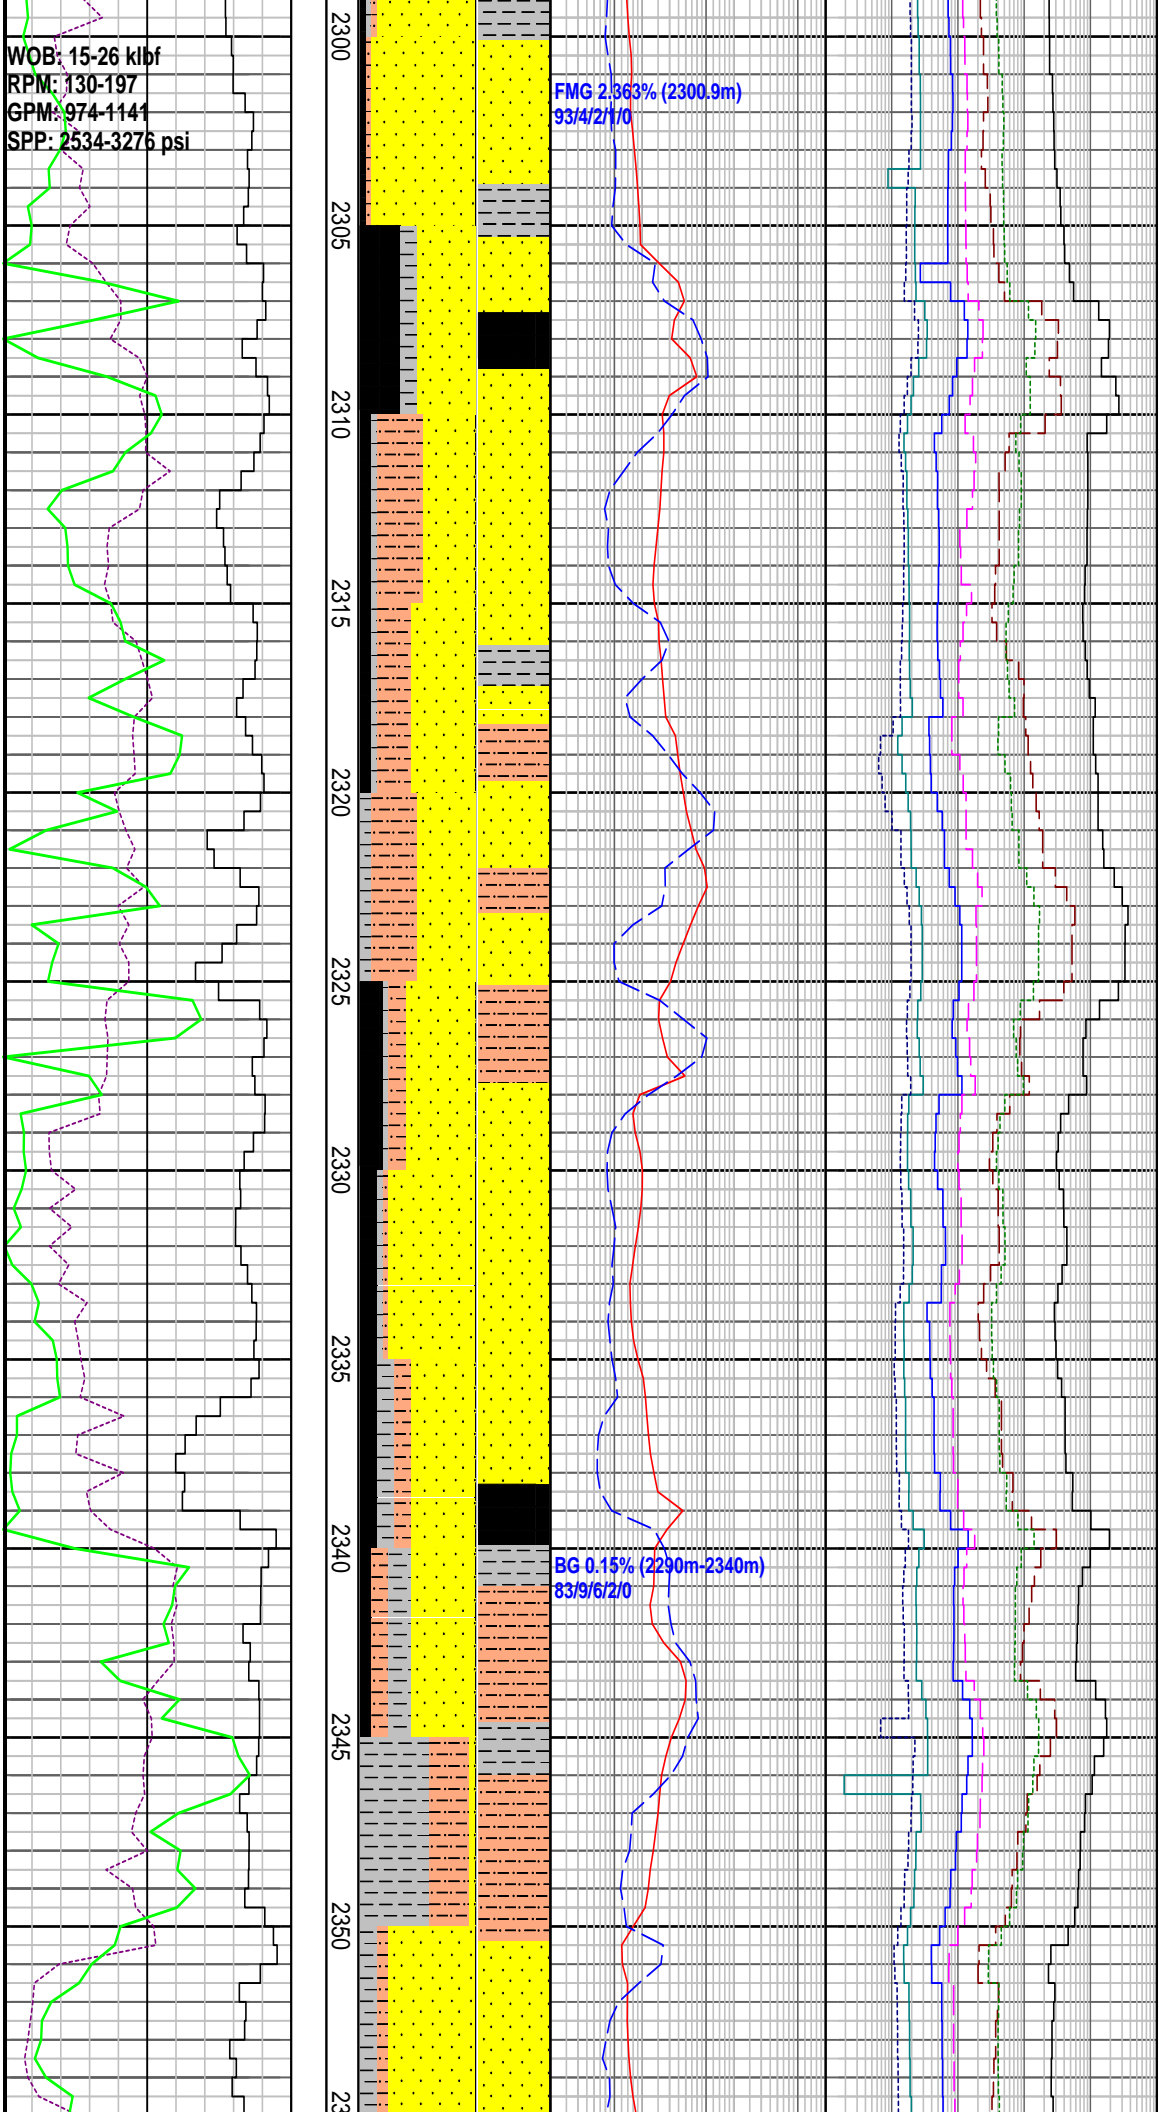 2300
WOB: 15-26 klbf
RPM: 130-197
GPM: 974-1141
SPP: 2534-3276 psi
FMG 2.363% (2300.9m)
93/4/2/1/0
2305
2310
2315
2320
2325
2330
2335
2340
BG 0.15% (2290m-2340m)
83/9/6/2/0
2345
2350